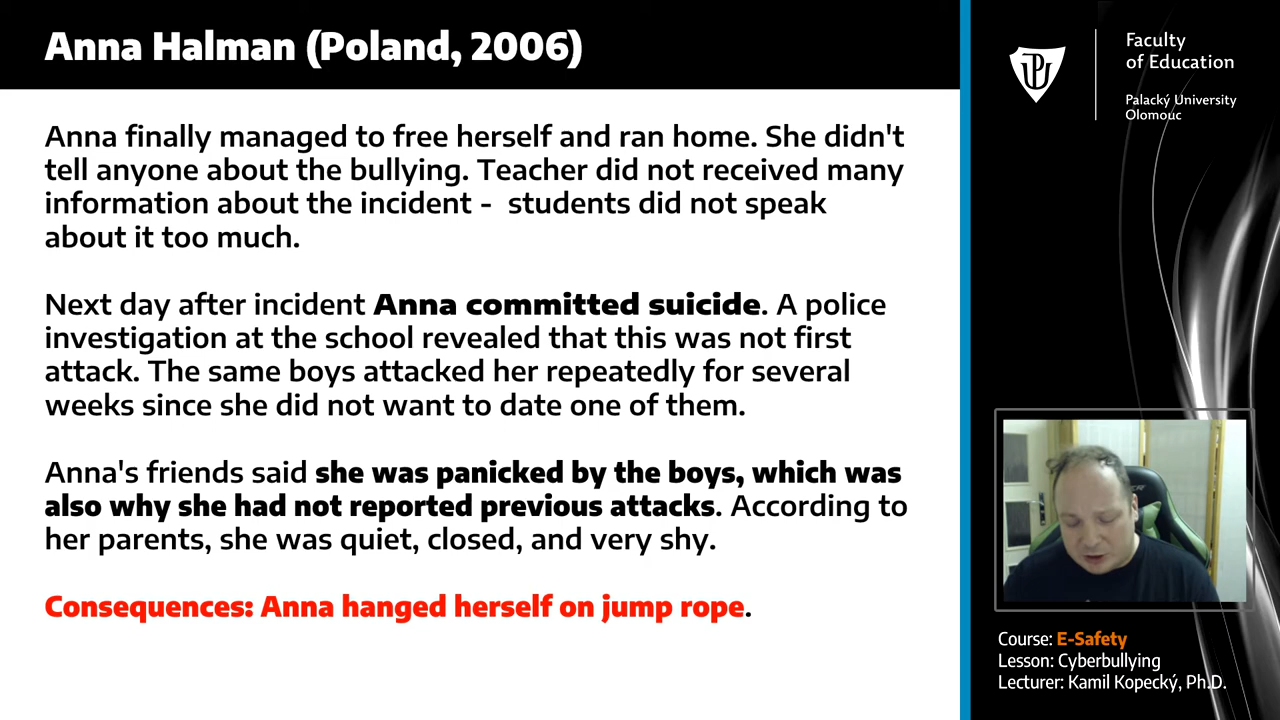 Anna Halman (Poland, 2006)
Anna finally managed to free herself and ran home. She didn't
tell anyone about the bullying. Teacher did not received many
information about the incident -  students did not speak
about it too much.
Next day after incident Anna committed suicide. A police
investigation at the school revealed that this was not first
attack. The same boys attacked her repeatedly for several
weeks since she did not want to date one of them.
Anna's friends said she was panicked by the boys, which was
also why she had not reported previous attacks. According to
her parents, she was quiet, closed, and very shy.
Consequences: Anna hanged herself on jump rope.
UP
Faculty
of Education
Palacký University
Olomouc
Course: E-Safety
Lesson: Cyberbullying
Lecturer: Kamil Kopecký, Ph.D.